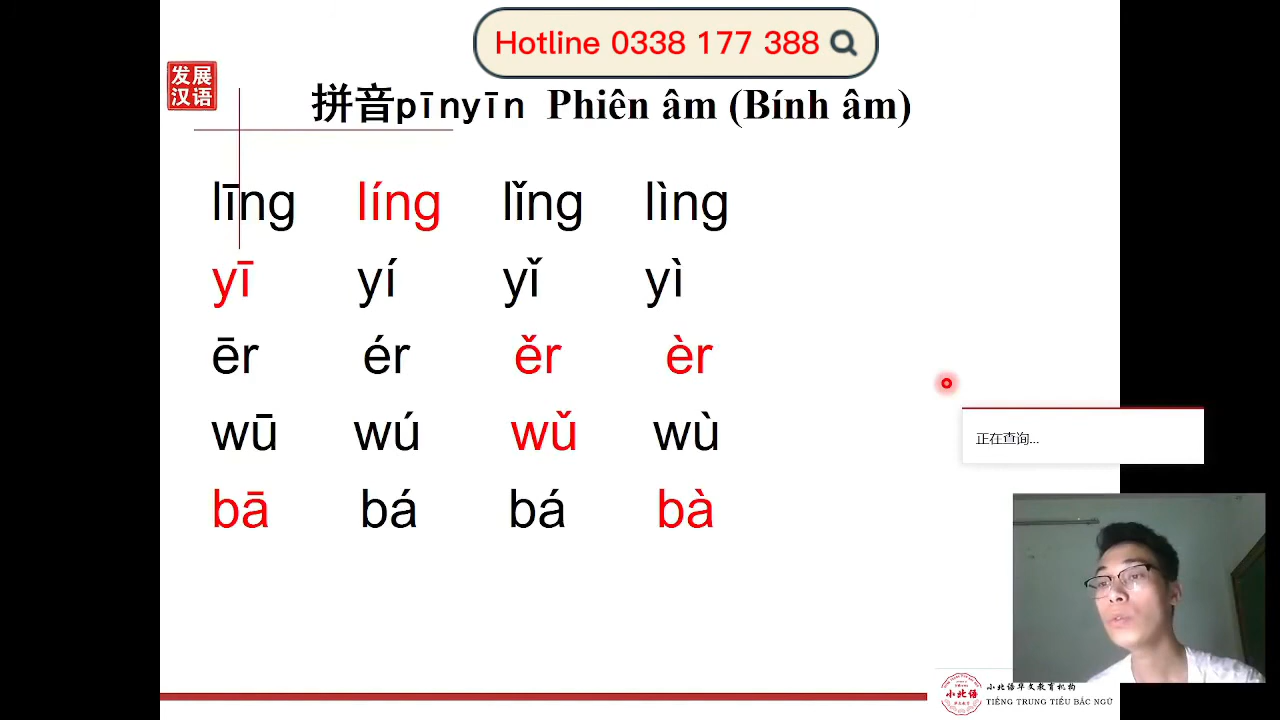 Hotline 0338 177 388
发展
汉语
拼音pīnyīn Phiên âm (Bính âm)
līng líng lǐng lìng
yī yí yǐ yì
ēr ér ěr èr
wū wú wǔ wù
bā bá bá bà
正在查询...
小北语
小北语华文教育机构
TIẾNG TRUNG TIỂU BẮC NGỮ